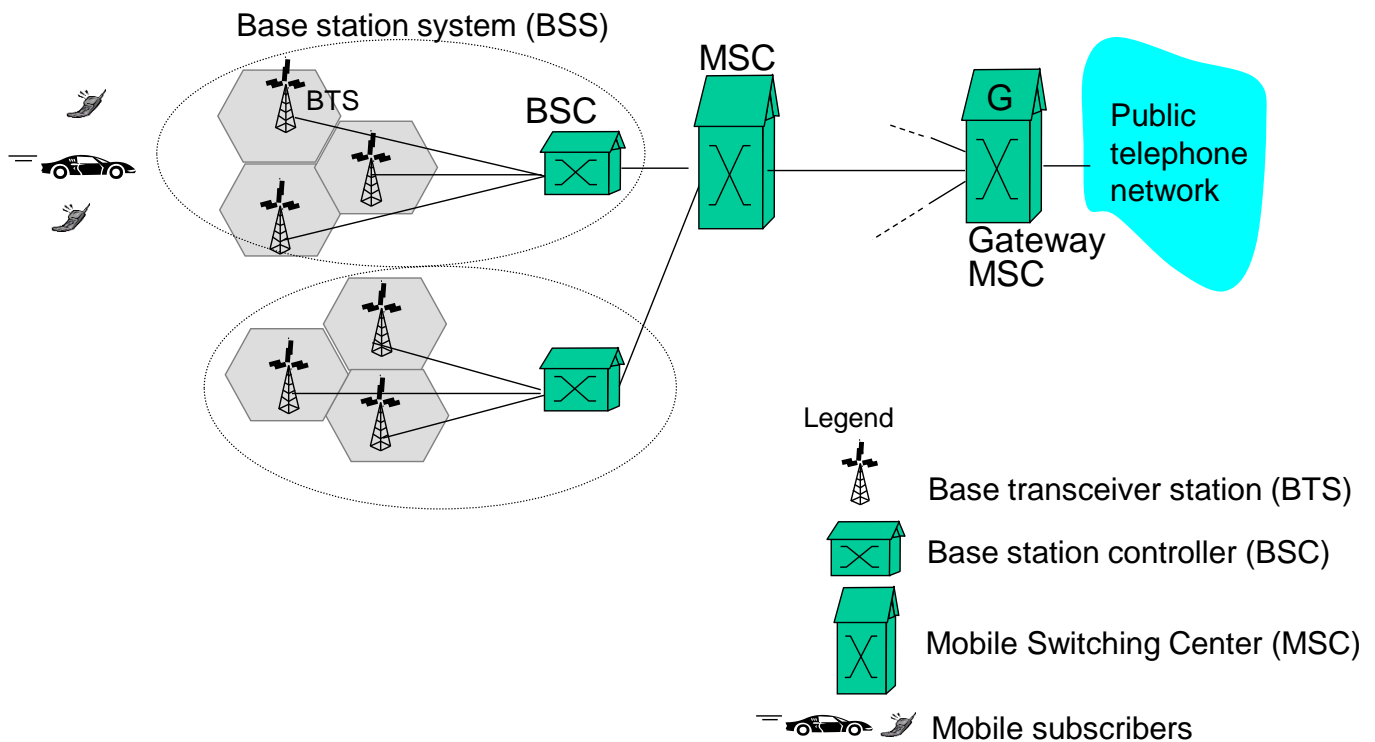 Base station system (BSS)
MSC
BTS
BSC
G
Public
telephone
network
Gateway
MSC
Legend
Base transceiver station (BTS)
Base station controller (BSC)
Mobile Switching Center (MSC)
Mobile subscribers